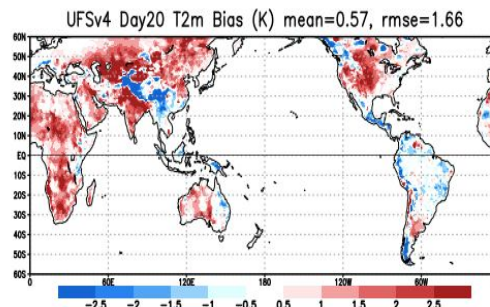 UFSv4 Day20 T2m Bias (K) mean=0.57, rmse=1.66
60N
50N
40N
30N
20N
10N
EQ
10S
20S
30S
40S
50S
60S
0 60E 120E 180 120W 60W 0
-2.5 -2 -1.5 -1 -0.5 0.5 1 1.5 2 2.5